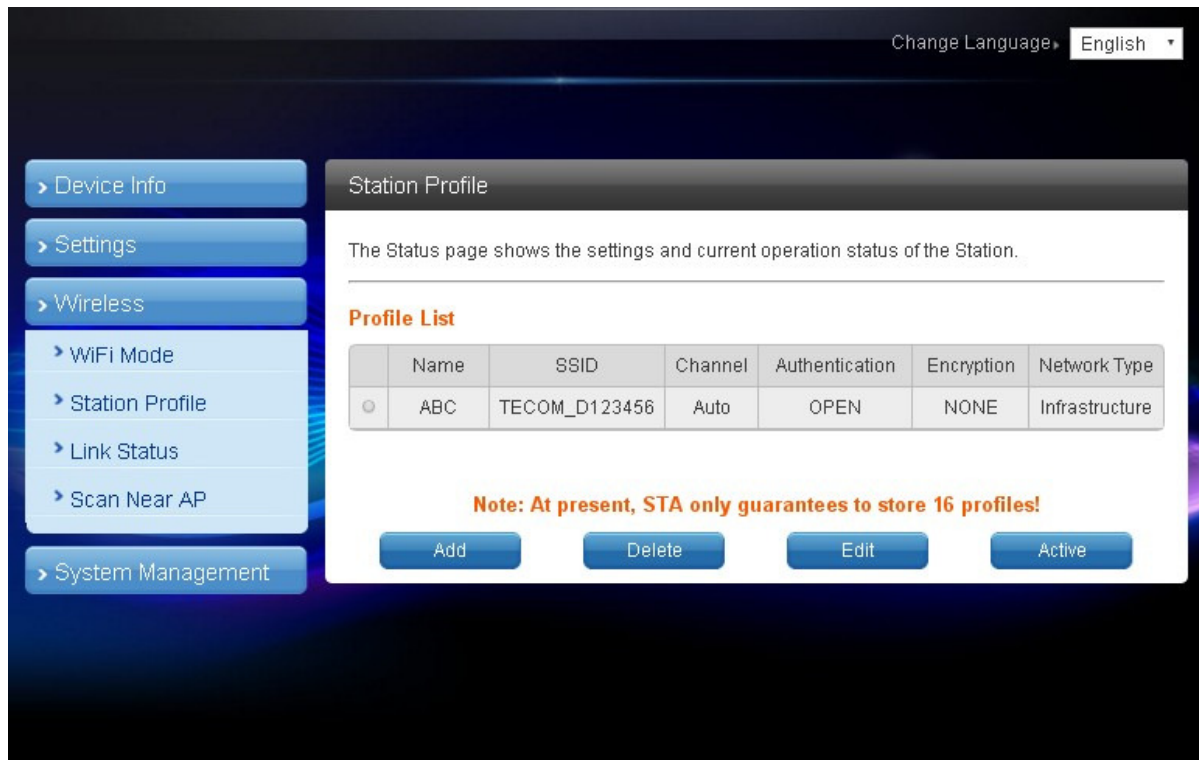 Change Language English
Device Info
Settings
Wireless
WiFi Mode
Station Profile
Link Status
Scan Near AP
System Management
Station Profile
The Status page shows the settings and current operation status of the Station.
Profile List
Name SSID Channel Authentication Encryption Network Type
ABC TECOM_D123456 Auto OPEN NONE Infrastructure
Note: At present, STA only guarantees to store 16 profiles!
Add Delete Edit Active